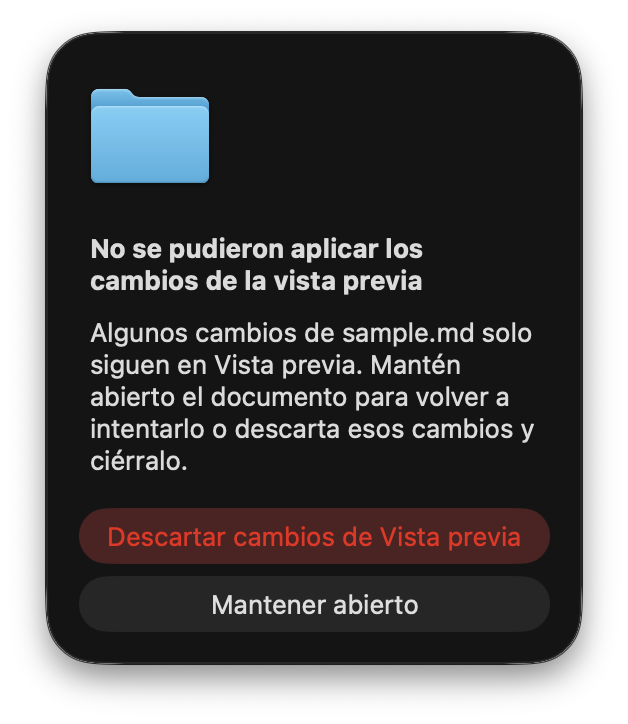 No se pudieron aplicar los
cambios de la vista previa
Algunos cambios de sample.md solo
siguen en Vista previa. Mantén
abierto el documento para volver a
intentarlo o descarta esos cambios y
ciérralo.
Descartar cambios de Vista previa
Mantener abierto